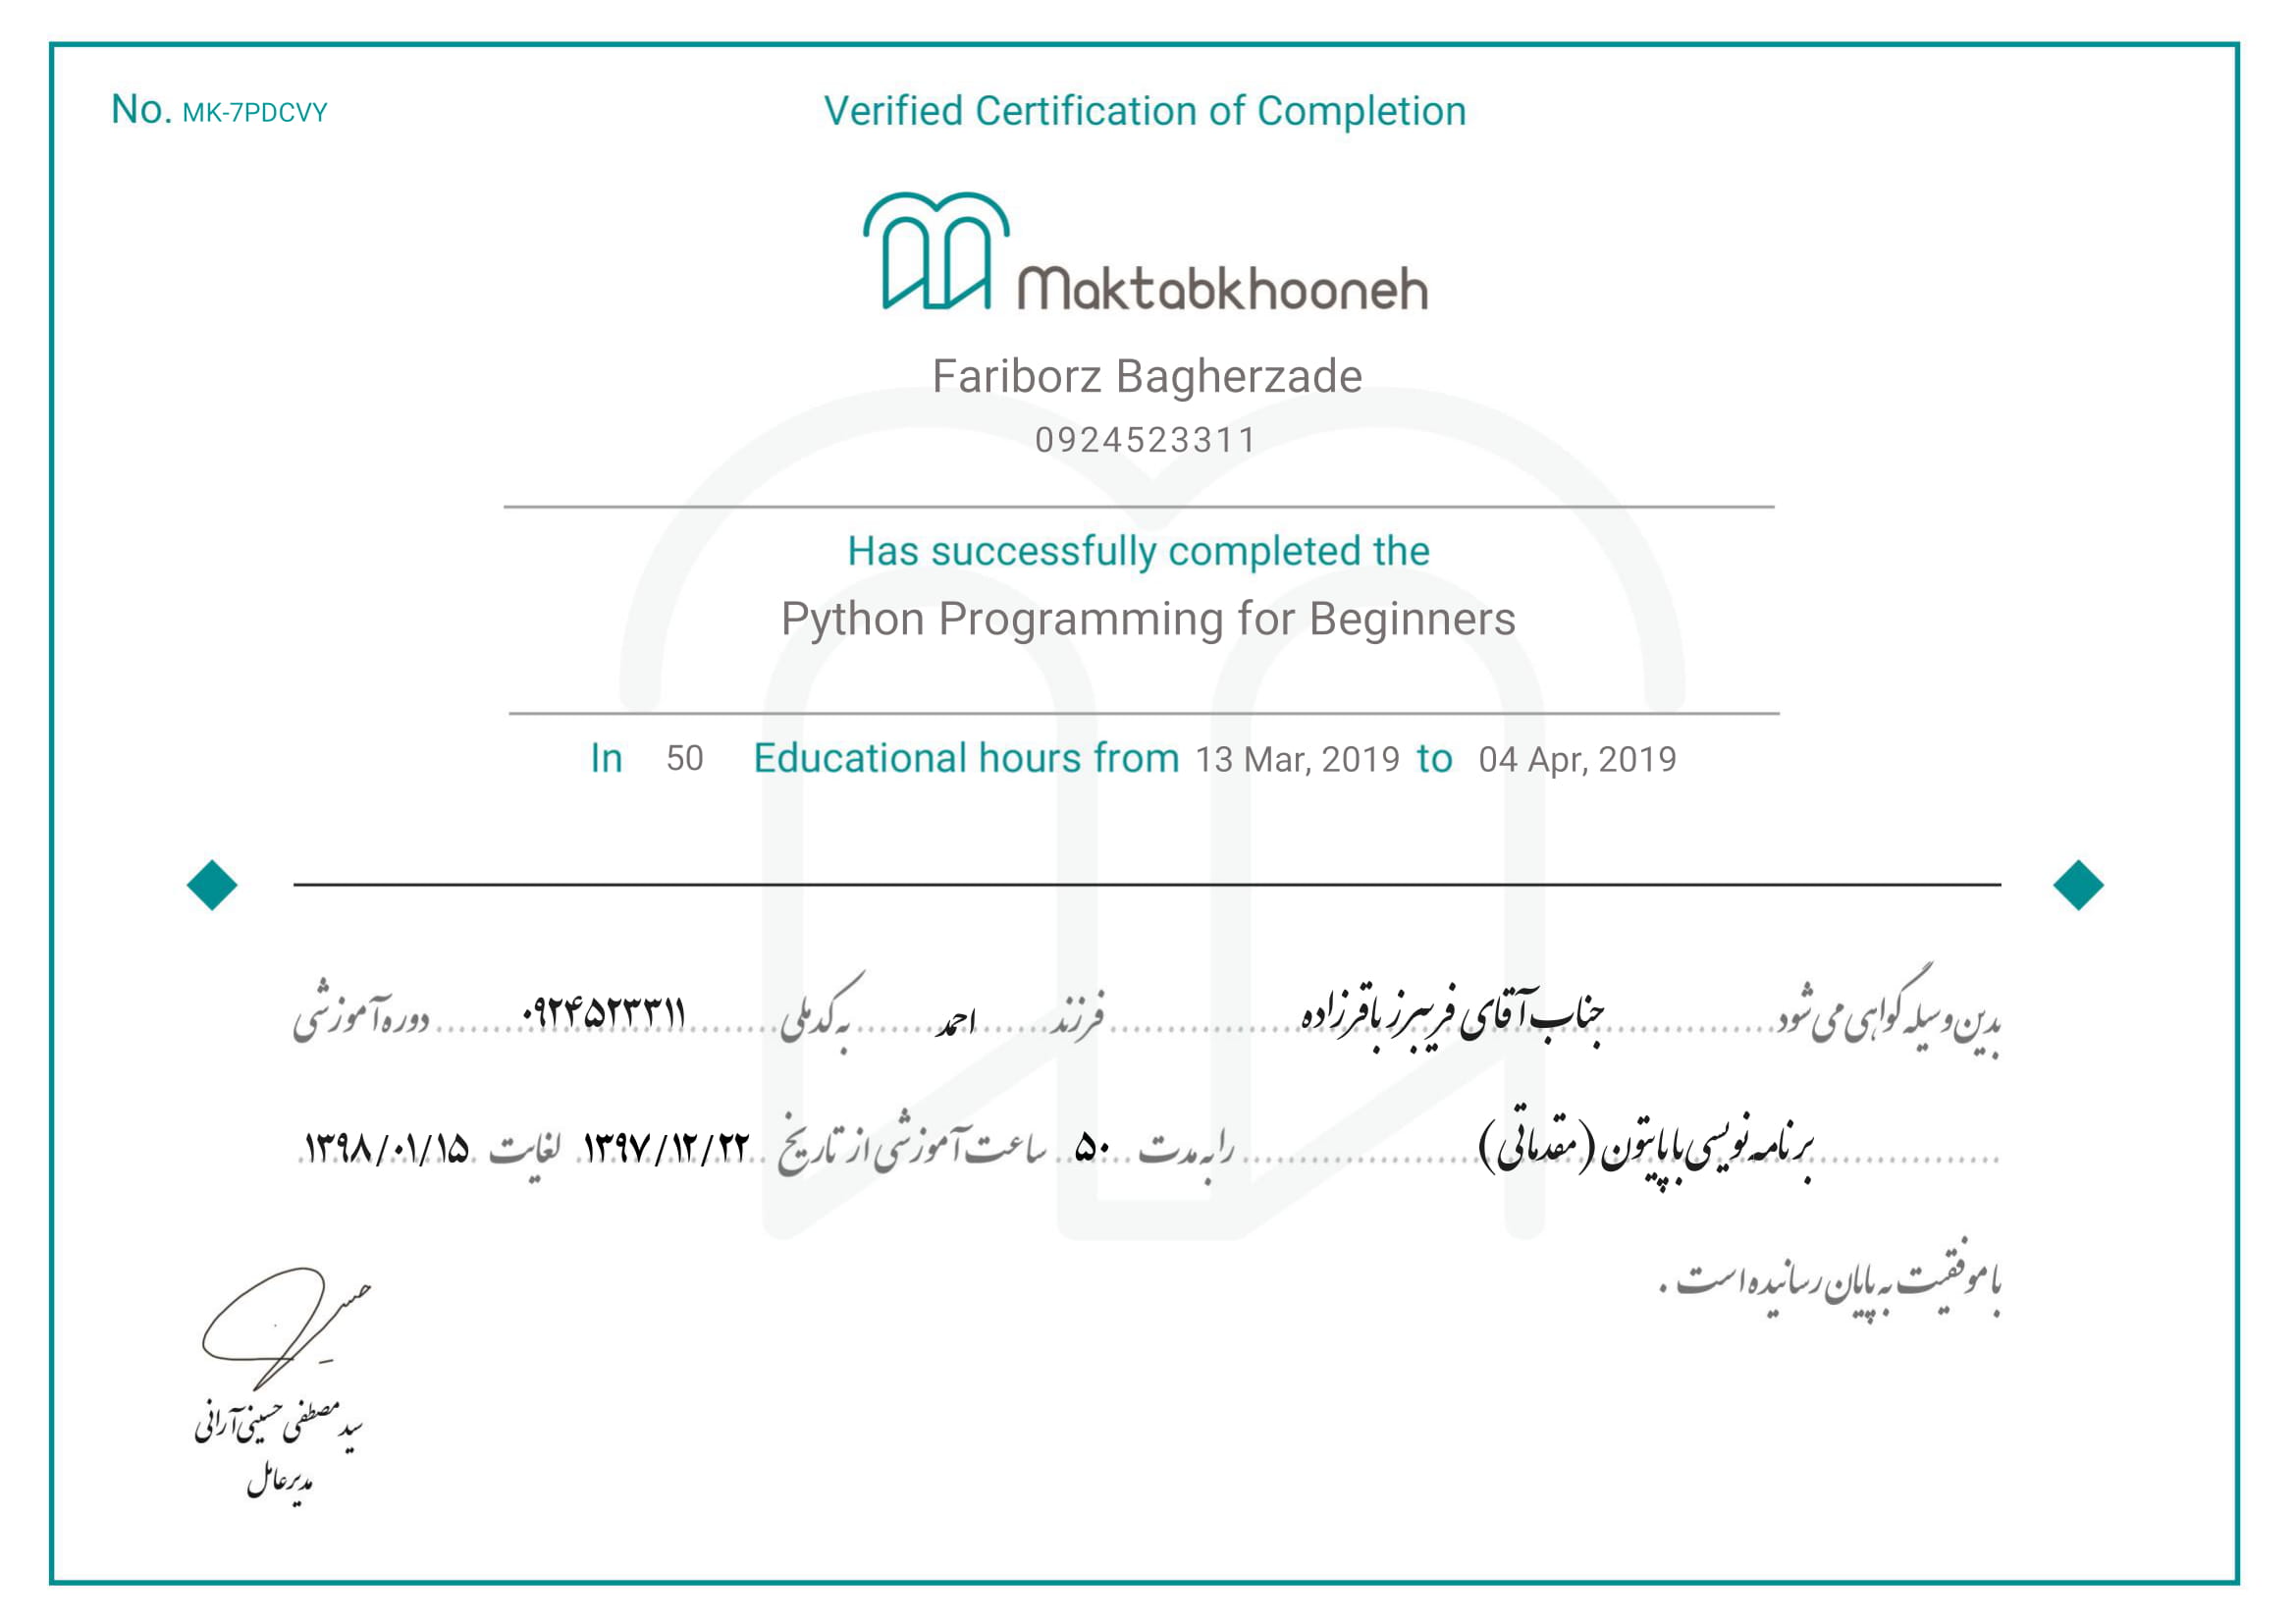 No. MK-7PDCVY
Verified Certification of Completion
Maktabkhooneh
Fariborz Bagherzade
0924523311
Has successfully completed the
Python Programming for Beginners
In 50 Educational hours from 13 Mar, 2019 to 04 Apr, 2019
بدین وسیله گواهی می شود جناب آقای فریبرز باقرزاده فرزند احمد به کد ملی ۰۹۲۴۵۲۳۳۱۱ دوره آموزشی
برنامه نویسی با پایتون (مقدماتی) را به مدت ۵۰ ساعت آموزشی از تاریخ ۱۳۹۷/۱۲/۲۲ لغایت ۱۳۹۸/۰۱/۱۵
با موفقیت به پایان رسانیده است .
سید مصطفی حسینی آرانی
مدیرعامل